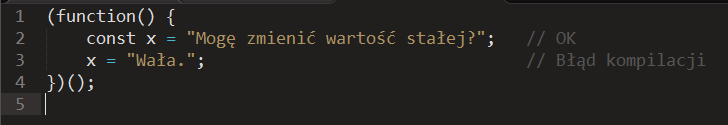 1 (function() {
2 const x = "Mogę zmienić wartość stałej?"; // OK
3 x = "Wała."; // Błąd kompilacji
4 })();
5